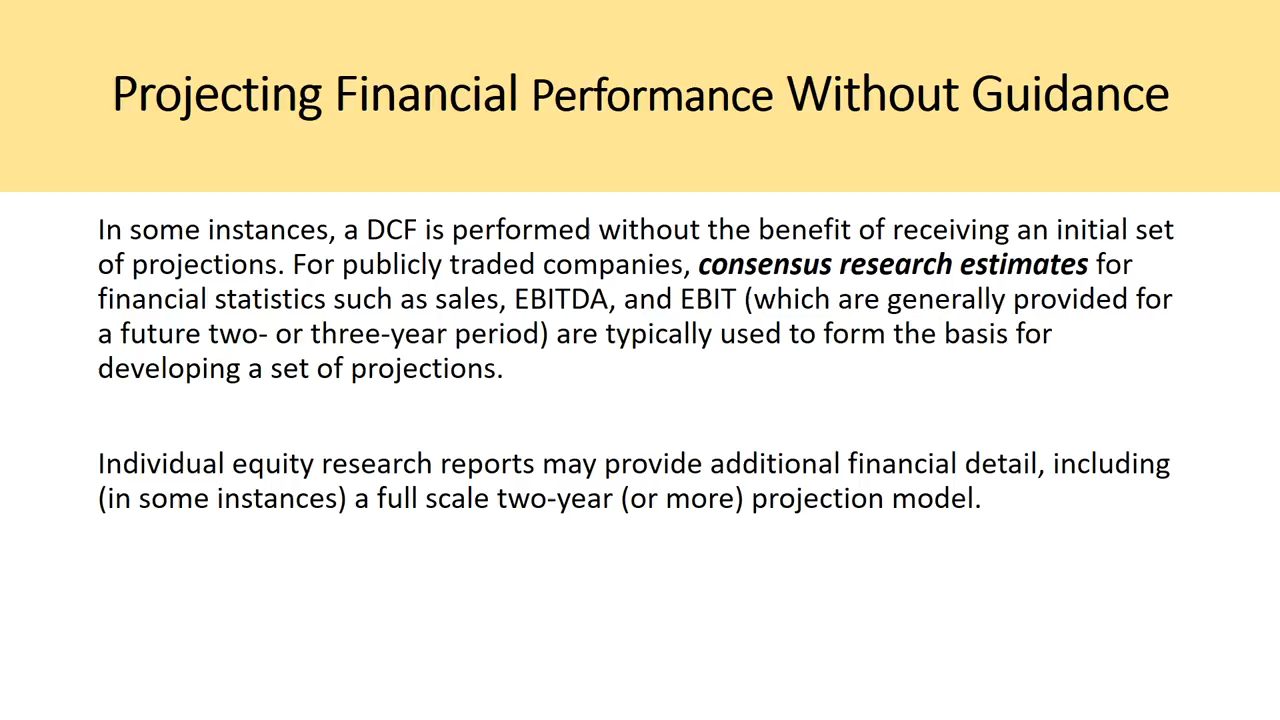 Projecting Financial Performance Without Guidance
In some instances, a DCF is performed without the benefit of receiving an initial set
of projections. For publicly traded companies, consensus research estimates for
financial statistics such as sales, EBITDA, and EBIT (which are generally provided for
a future two- or three-year period) are typically used to form the basis for
developing a set of projections.
Individual equity research reports may provide additional financial detail, including
(in some instances) a full scale two-year (or more) projection model.